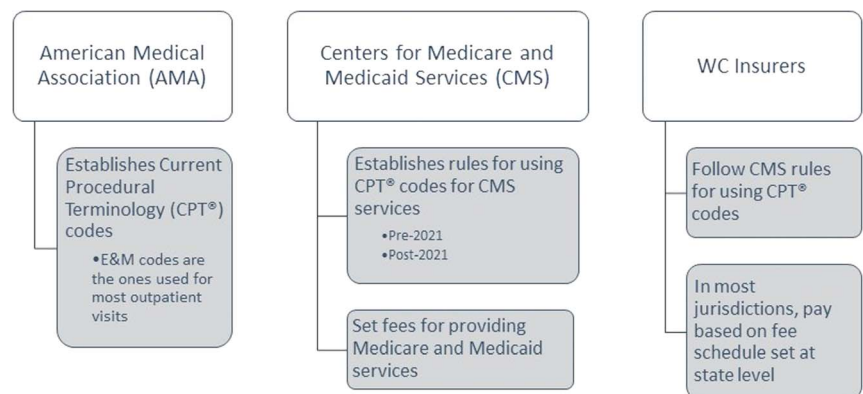 American Medical
Association (AMA)
Establishes Current
Procedural
Terminology (CPT®)
codes
•E&M codes are
the ones used for
most outpatient
visits
Centers for Medicare and
Medicaid Services (CMS)
Establishes rules for using
CPT® codes for CMS
services
•Pre-2021
•Post-2021
Set fees for providing
Medicare and Medicaid
services
WC Insurers
Follow CMS rules
for using CPT®
codes
In most
jurisdictions, pay
based on fee
schedule set at
state level